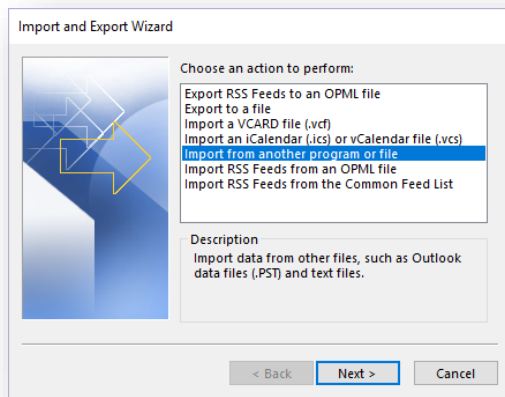 Import and Export Wizard
Choose an action to perform:
Export RSS Feeds to an OPML file
Export to a file
Import a VCARD file (.vcf)
Import an iCalendar (.ics) or vCalendar file (.vcs)
Import from another program or file
Import RSS Feeds from an OPML file
Import RSS Feeds from the Common Feed List
Description
Import data from other files, such as Outlook
data files (.PST) and text files.
< Back
Next >
Cancel